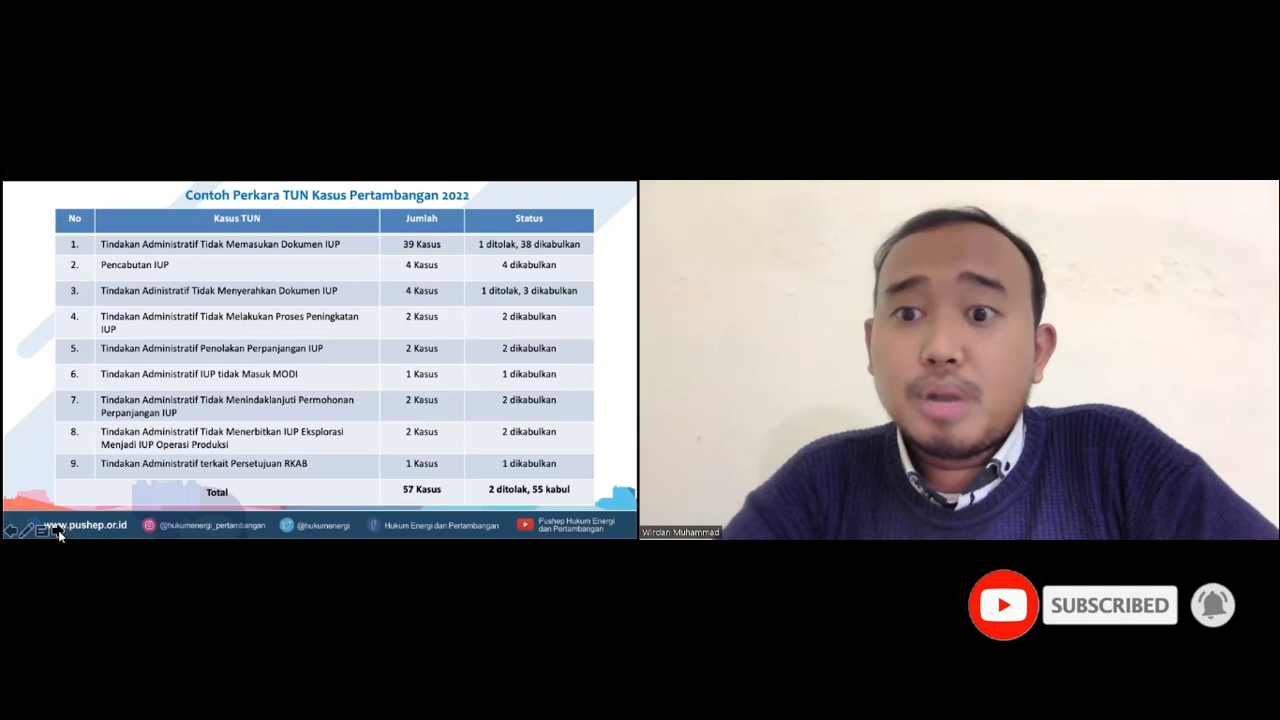 Contoh Perkara TUN Kasus Pertambangan 2022
No Kasus TUN Jumlah Status
1. Tindakan Administratif Tidak Memasukan Dokumen IUP 39 Kasus 1 ditolak, 38 dikabulkan
2. Pencabutan IUP 4 Kasus 4 dikabulkan
3. Tindakan Adinistratif Tidak Menyerahkan Dokumen IUP 4 Kasus 1 ditolak, 3 dikabulkan
4. Tindakan Administratif Tidak Melakukan Proses Peningkatan 2 Kasus 2 dikabulkan
IUP
5. Tindakan Administratif Penolakan Perpanjangan IUP 2 Kasus 2 dikabulkan
6. Tindakan Administratif IUP tidak Masuk MODI 1 Kasus 1 dikabulkan
7. Tindakan Administratif Tidak Menindaklanjuti Permohonan 2 Kasus 2 dikabulkan
Perpanjangan IUP
8. Tindakan Administratif Tidak Menerbitkan IUP Eksplorasi 2 Kasus 2 dikabulkan
Menjadi IUP Operasi Produksi
9. Tindakan Administratif terkait Persetujuan RKAB 1 Kasus 1 dikabulkan
Total 57 Kasus 2 ditolak, 55 kabul
www.pushep.or.id @hukumenergi_pertambangan @hukumenergi Hukum Energi dan Pertambangan Pushep Hukum Energi
dan Pertambangan
Wirdan Muhammad
SUBSCRIBED